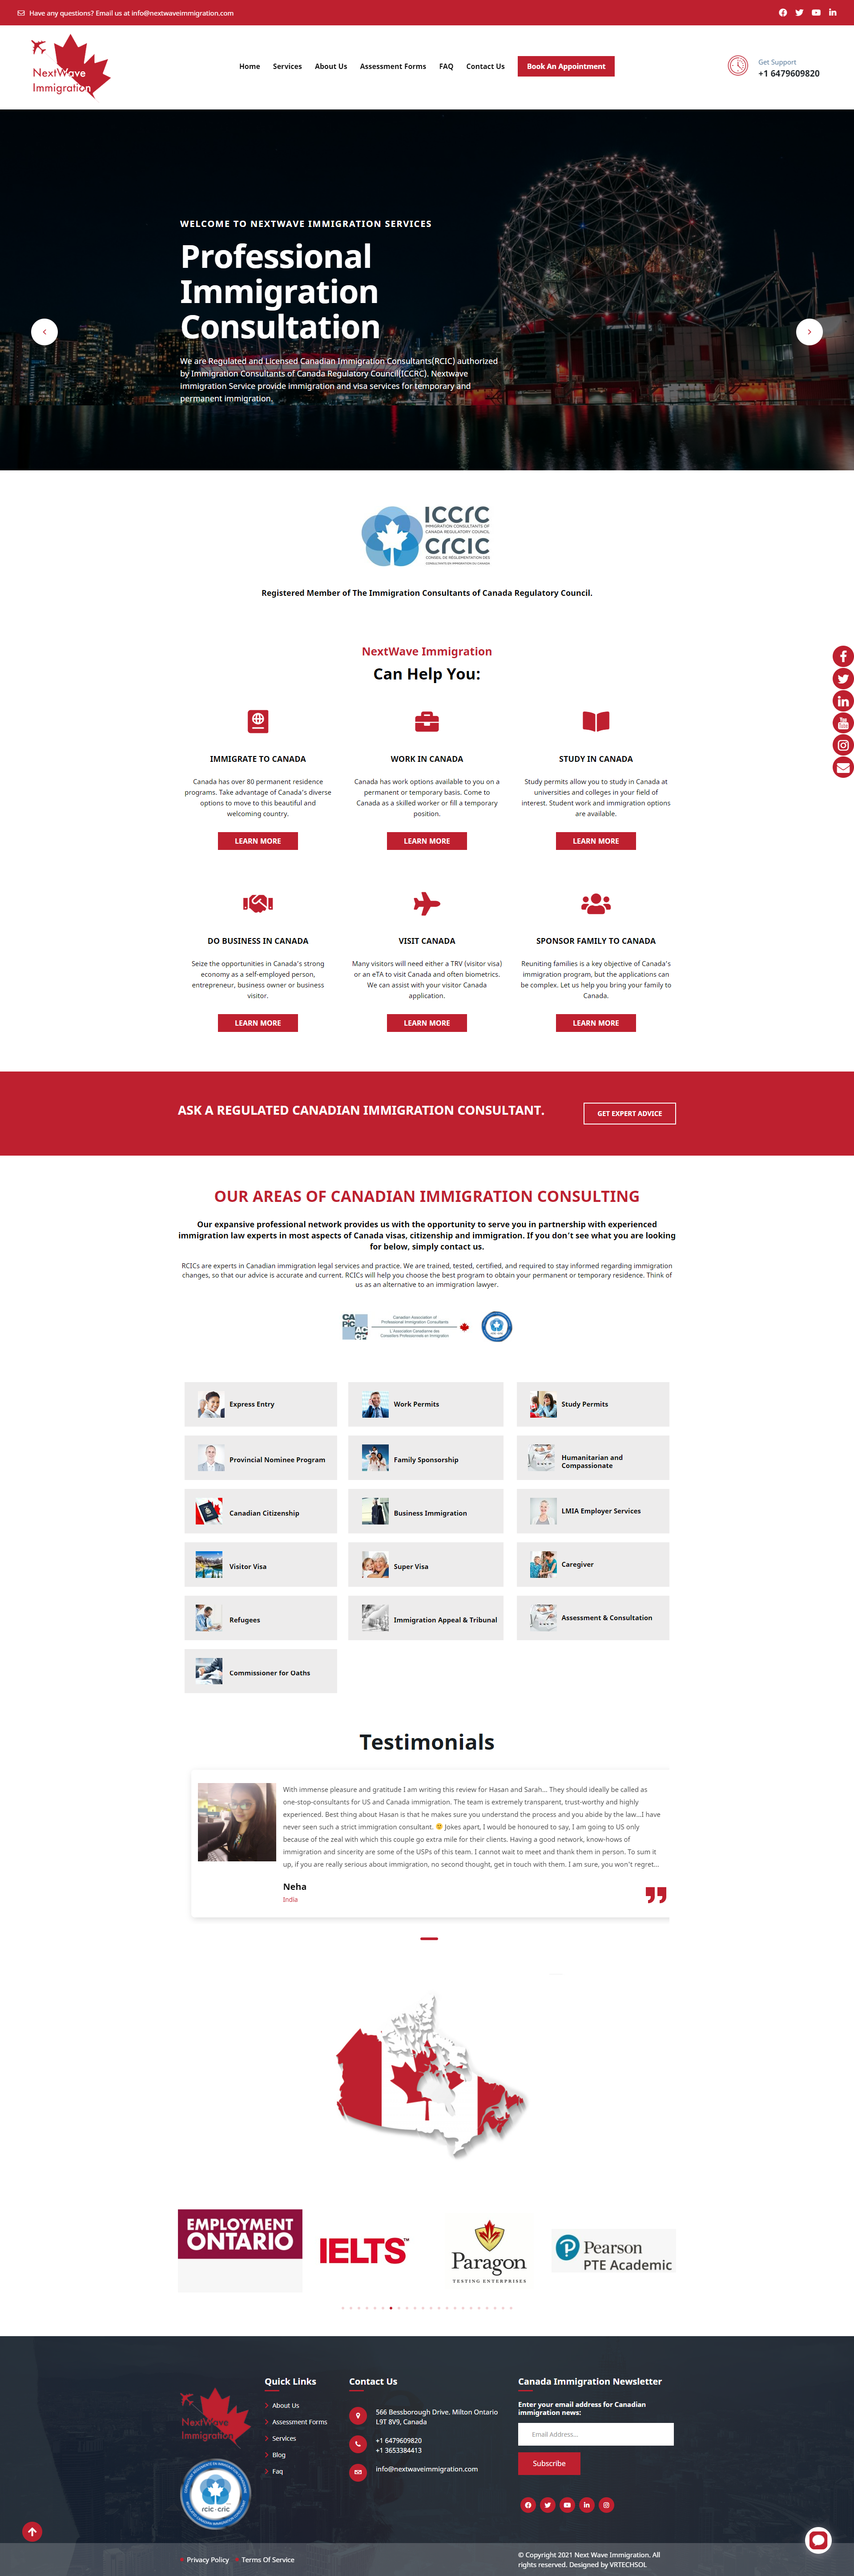 Have any questions? Email us at info@nextwaveimmigration.com
NextWave
Immigration
Home
Services
About Us
Assessment Forms
FAQ
Contact Us
Book An Appointment
Get Support
+1 6479609820
WELCOME TO NEXTWAVE IMMIGRATION SERVICES
Professional
Immigration
Consultation
We are Regulated and Licensed Canadian Immigration Consultants(RCIC) authorized
by Immigration Consultants of Canada Regulatory Council(ICCRC). Nextwave
immigration Service provide immigration and visa services for temporary and
permanent immigration.
ICCRC
IMMIGRATION CONSULTANTS OF
CANADA REGULATORY COUNCIL
CRCIC
CONSEIL DE RÉGLEMENTATION DES
CONSULTANTS EN IMMIGRATION DU CANADA
Registered Member of The Immigration Consultants of Canada Regulatory Council.
NextWave Immigration
Can Help You:
IMMIGRATE TO CANADA
Canada has over 80 permanent residence
programs. Take advantage of Canada's diverse
options to move to this beautiful and
welcoming country.
LEARN MORE
WORK IN CANADA
Canada has work options available to you on a
permanent or temporary basis. Come to
Canada as a skilled worker or fill a temporary
position.
LEARN MORE
STUDY IN CANADA
Study permits allow you to study in Canada at
universities and colleges in your field of
interest. Student work and immigration options
are available.
LEARN MORE
DO BUSINESS IN CANADA
Seize the opportunities in Canada's strong
economy as a self-employed person,
entrepreneur, business owner or business
visitor.
LEARN MORE
VISIT CANADA
Many visitors will need either a TRV (visitor visa)
or an eTA to visit Canada and often biometrics.
We can assist with your visitor Canada
application.
LEARN MORE
SPONSOR FAMILY TO CANADA
Reuniting families is a key objective of Canada's
immigration program, but the applications can
be complex. Let us help you bring your family to
Canada.
LEARN MORE
ASK A REGULATED CANADIAN IMMIGRATION CONSULTANT.
GET EXPERT ADVICE
OUR AREAS OF CANADIAN IMMIGRATION CONSULTING
Our expansive professional network provides us with the opportunity to serve you in partnership with experienced
immigration law experts in most aspects of Canada visas, citizenship and immigration. If you don't see what you are looking
for below, simply contact us.
RCICs are experts in Canadian immigration legal services and practice. We are trained, tested, certified, and required to stay informed regarding immigration
changes, so that our advice is accurate and current. RCICs will help you choose the best program to obtain your permanent or temporary residence. Think of
us as an alternative to an immigration lawyer.
CAPIC
ACCPI
Canadian Association of
Professional Immigration Consultants
L'Association Canadienne des
Conseillers Professionnels en Immigration
Express Entry
Work Permits
Study Permits
Provincial Nominee Program
Family Sponsorship
Humanitarian and
Compassionate
Canadian Citizenship
Business Immigration
LMIA Employer Services
Visitor Visa
Super Visa
Caregiver
Refugees
Immigration Appeal & Tribunal
Assessment & Consultation
Commissioner for Oaths
Testimonials
With immense pleasure and gratitude I am writing this review for Hasan and Sarah... They should ideally be called as
one-stop-consultants for US and Canada immigration. The team is extremely transparent, trust-worthy and highly
experienced. Best thing about Hasan is that he makes sure you understand the process and you abide by the law...I have
never seen such a strict immigration consultant. 🙂 Jokes apart, I would be honoured to say, I am going to US only
because of the zeal with which this couple go extra mile for their clients. Having a good network, know-hows of
immigration and sincerity are some of the USPs of this team. I cannot wait to meet and thank them in person. To sum it
up, if you are really serious about immigration, no second thought, get in touch with them. I am sure, you won't regret...
Neha
India
EMPLOYMENT
ONTARIO
IELTS™
Paragon
TESTING ENTERPRISES
Pearson
PTE Academic
NextWave
Immigration
rcic·cric
Quick Links
About Us
Assessment Forms
Services
Blog
Faq
Contact Us
566 Bessborough Drive. Milton Ontario
L9T 8V9, Canada
+1 6479609820
+1 3653384413
info@nextwaveimmigration.com
Canada Immigration Newsletter
Enter your email address for Canadian
immigration news:
Email Address...
Subscribe
Privacy Policy
Terms Of Service
© Copyright 2021 Next Wave Immigration. All
rights reserved. Designed by VRTECHSOL